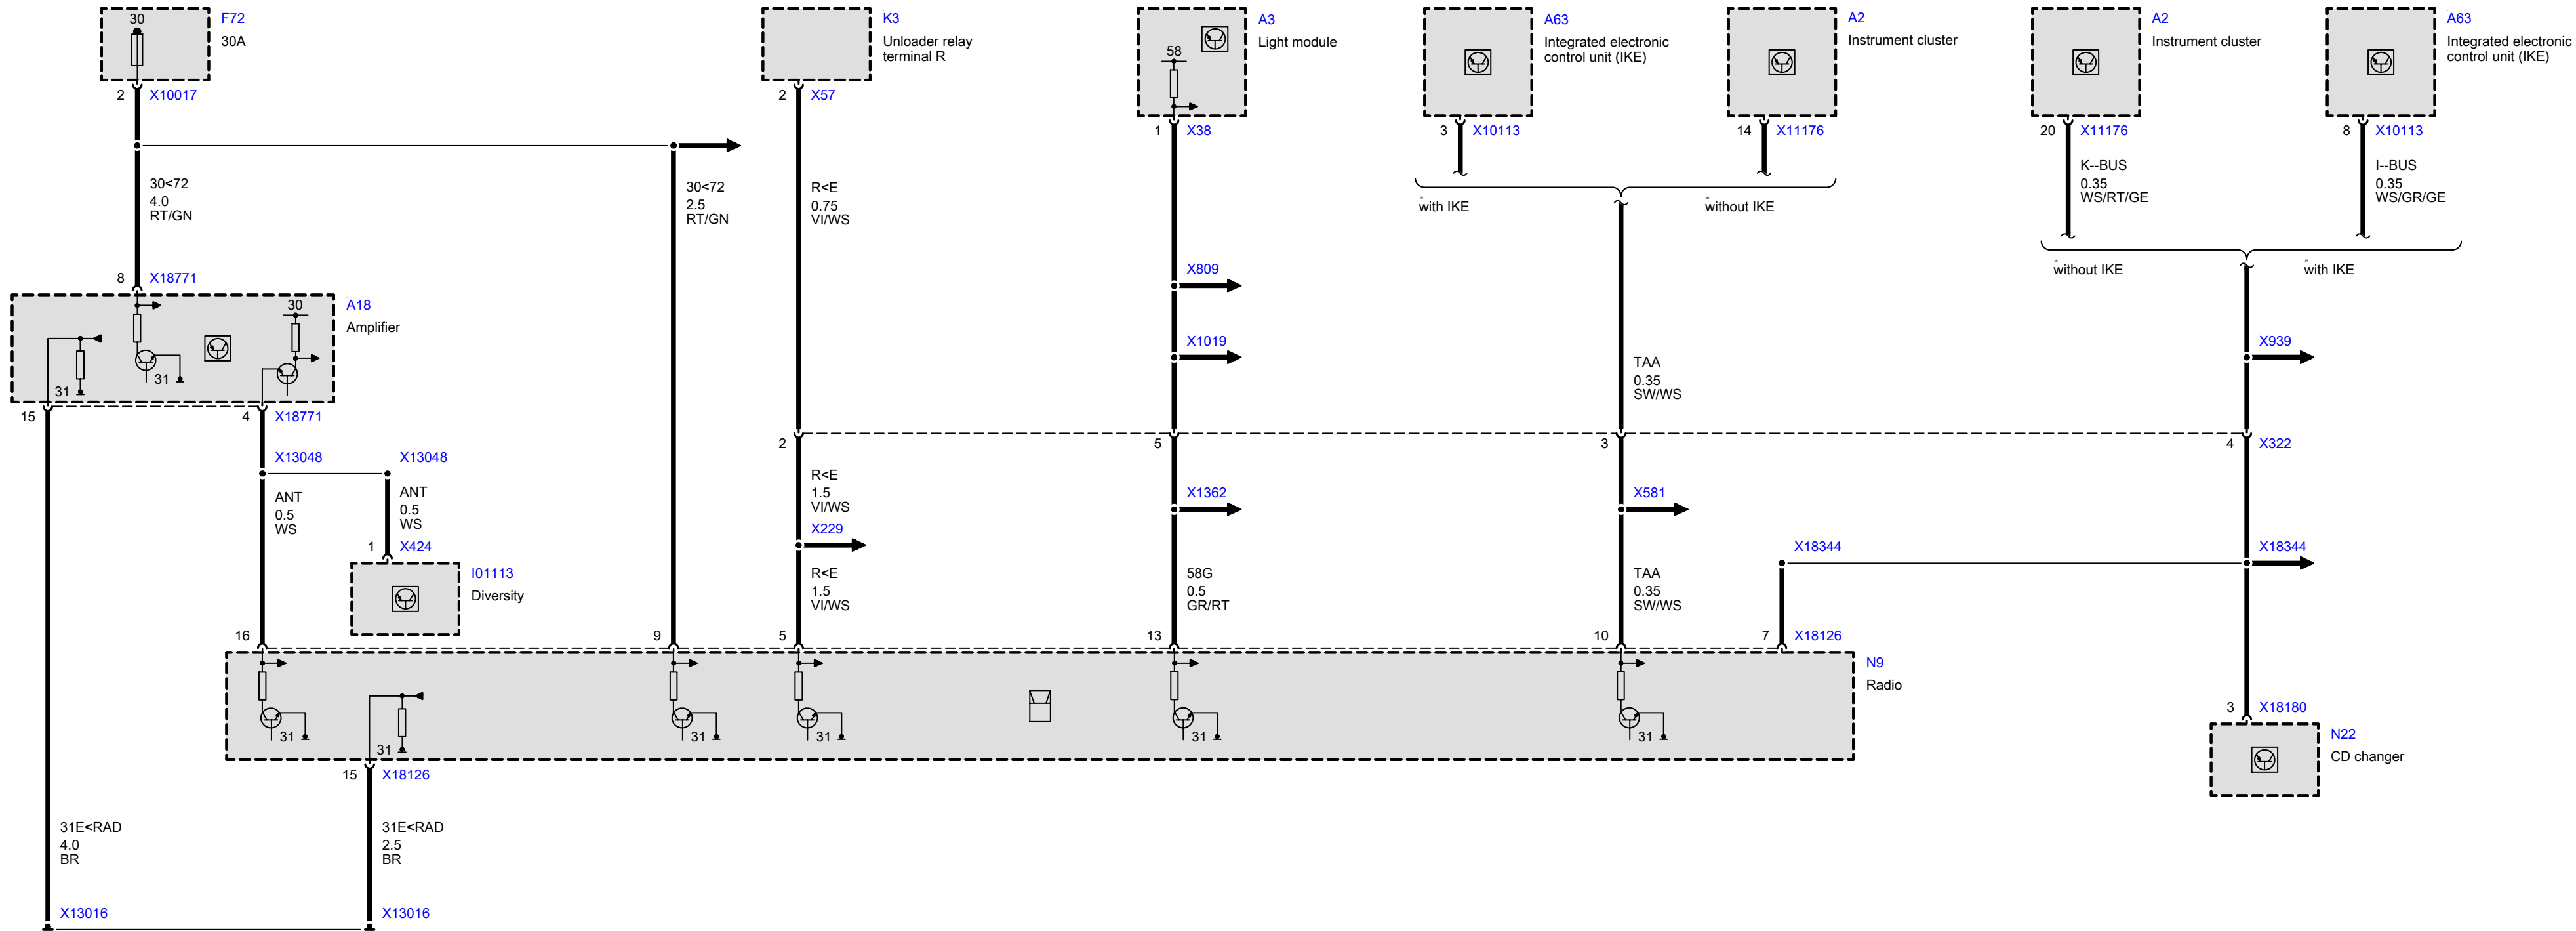 30
F72
30A
2
X10017
K3
Unloader relay
terminal R
2
X57
A3
Light module
58
1
X38
A63
Integrated electronic
control unit (IKE)
3
X10113
A2
Instrument cluster
14
X11176
A2
Instrument cluster
20
X11176
A63
Integrated electronic
control unit (IKE)
8
X10113
30<72
4.0
RT/GN
30<72
2.5
RT/GN
R<E
0.75
VI/WS
with IKE
without IKE
K--BUS
0.35
WS/RT/GE
I--BUS
0.35
WS/GR/GE
without IKE
with IKE
8
X18771
A18
Amplifier
30
31
31
15
4
X18771
X809
X1019
TAA
0.35
SW/WS
X939
2
5
3
4
X322
X13048
X13048
ANT
0.5
WS
ANT
0.5
WS
1
X424
I01113
Diversity
R<E
1.5
VI/WS
X229
R<E
1.5
VI/WS
X1362
58G
0.5
GR/RT
X581
TAA
0.35
SW/WS
X18344
X18344
16
9
5
13
10
7
X18126
N9
Radio
31
31
31
31
31
31
15
X18126
3
X18180
N22
CD changer
31E<RAD
4.0
BR
31E<RAD
2.5
BR
X13016
X13016